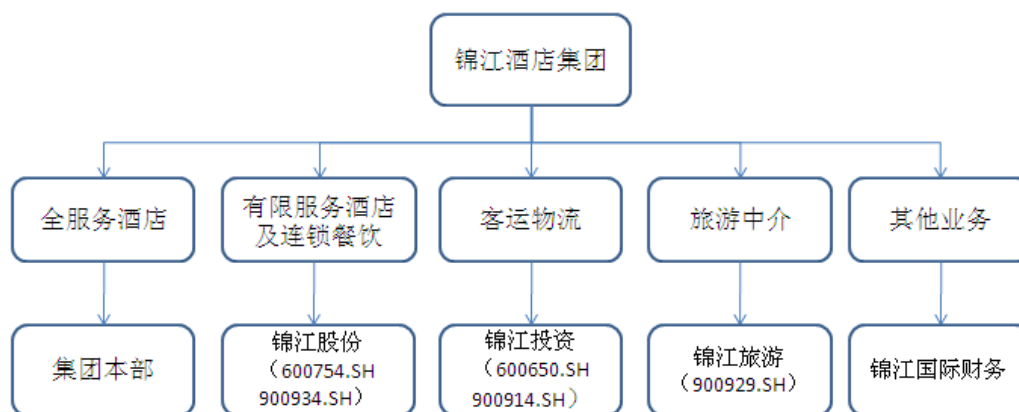 锦江酒店集团
全服务酒店
有限服务酒店
及连锁餐饮
客运物流
旅游中介
其他业务
集团本部
锦江股份
（600754.SH
900934.SH）
锦江投资
（600650.SH
900914.SH）
锦江旅游
（900929.SH）
锦江国际财务